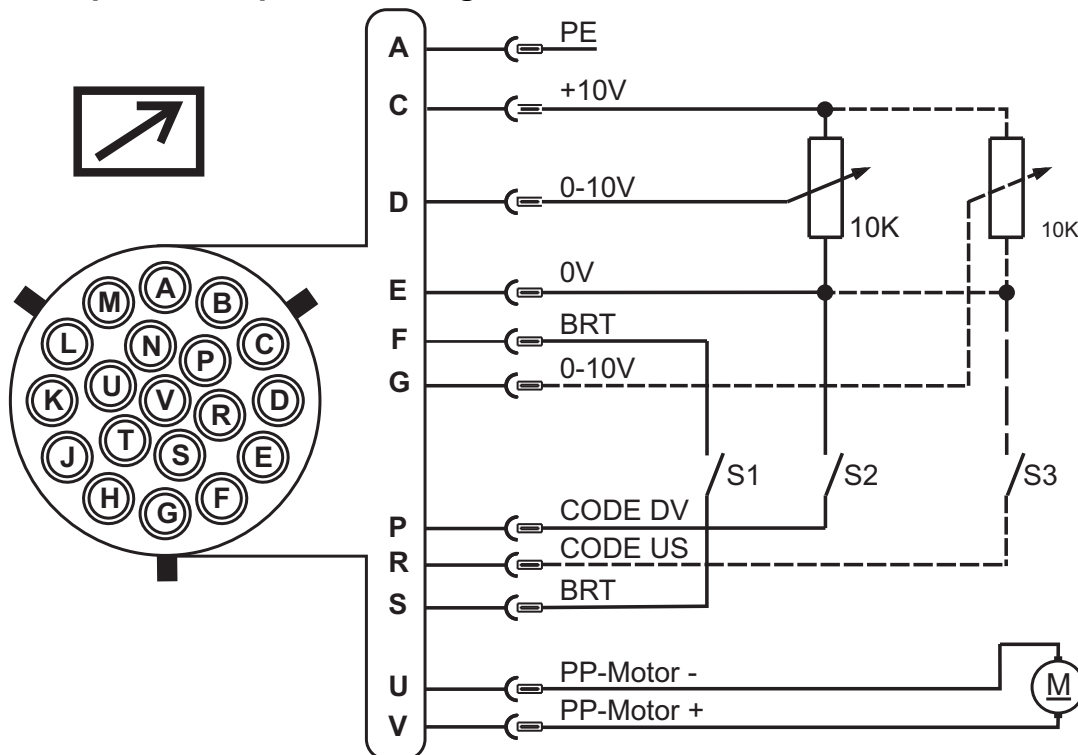 A PE
C +10V
D 0-10V
10K
10K
E 0V
F BRT
G 0-10V
S1
S2
S3
P CODE DV
R CODE US
S BRT
U PP-Motor -
V PP-Motor +
M
M
A
B
L
N
P
C
K
U
V
R
D
J
T
S
E
H
G
F